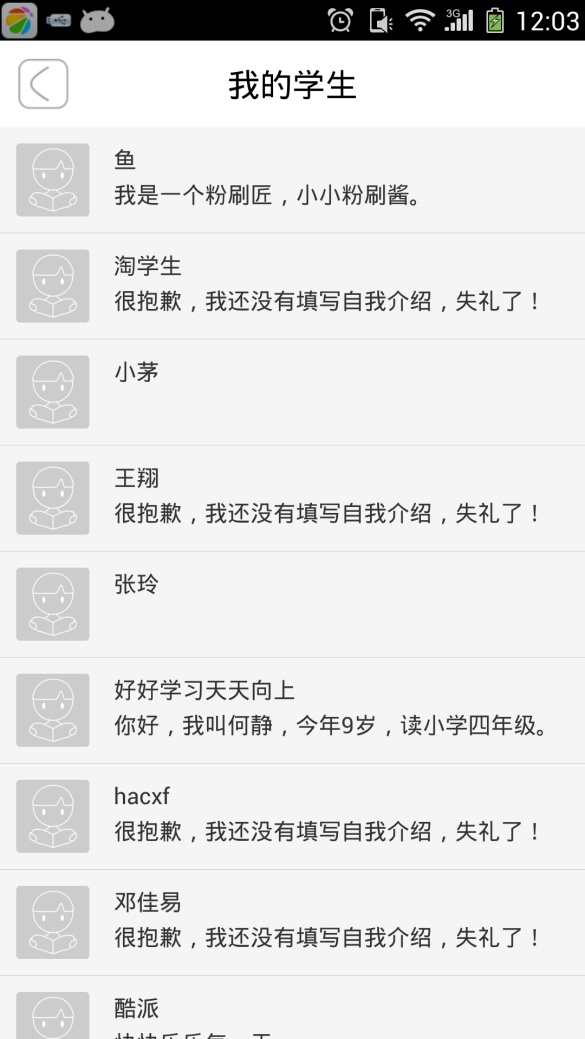 3G
12:03
我的学生
鱼
我是一个粉刷匠，小小粉刷酱。
淘学生
很抱歉，我还没有填写自我介绍，失礼了！
小茅
王翔
很抱歉，我还没有填写自我介绍，失礼了！
张玲
好好学习天天向上
你好，我叫何静，今年9岁，读小学四年级。
hacxf
很抱歉，我还没有填写自我介绍，失礼了！
邓佳易
很抱歉，我还没有填写自我介绍，失礼了！
酷派